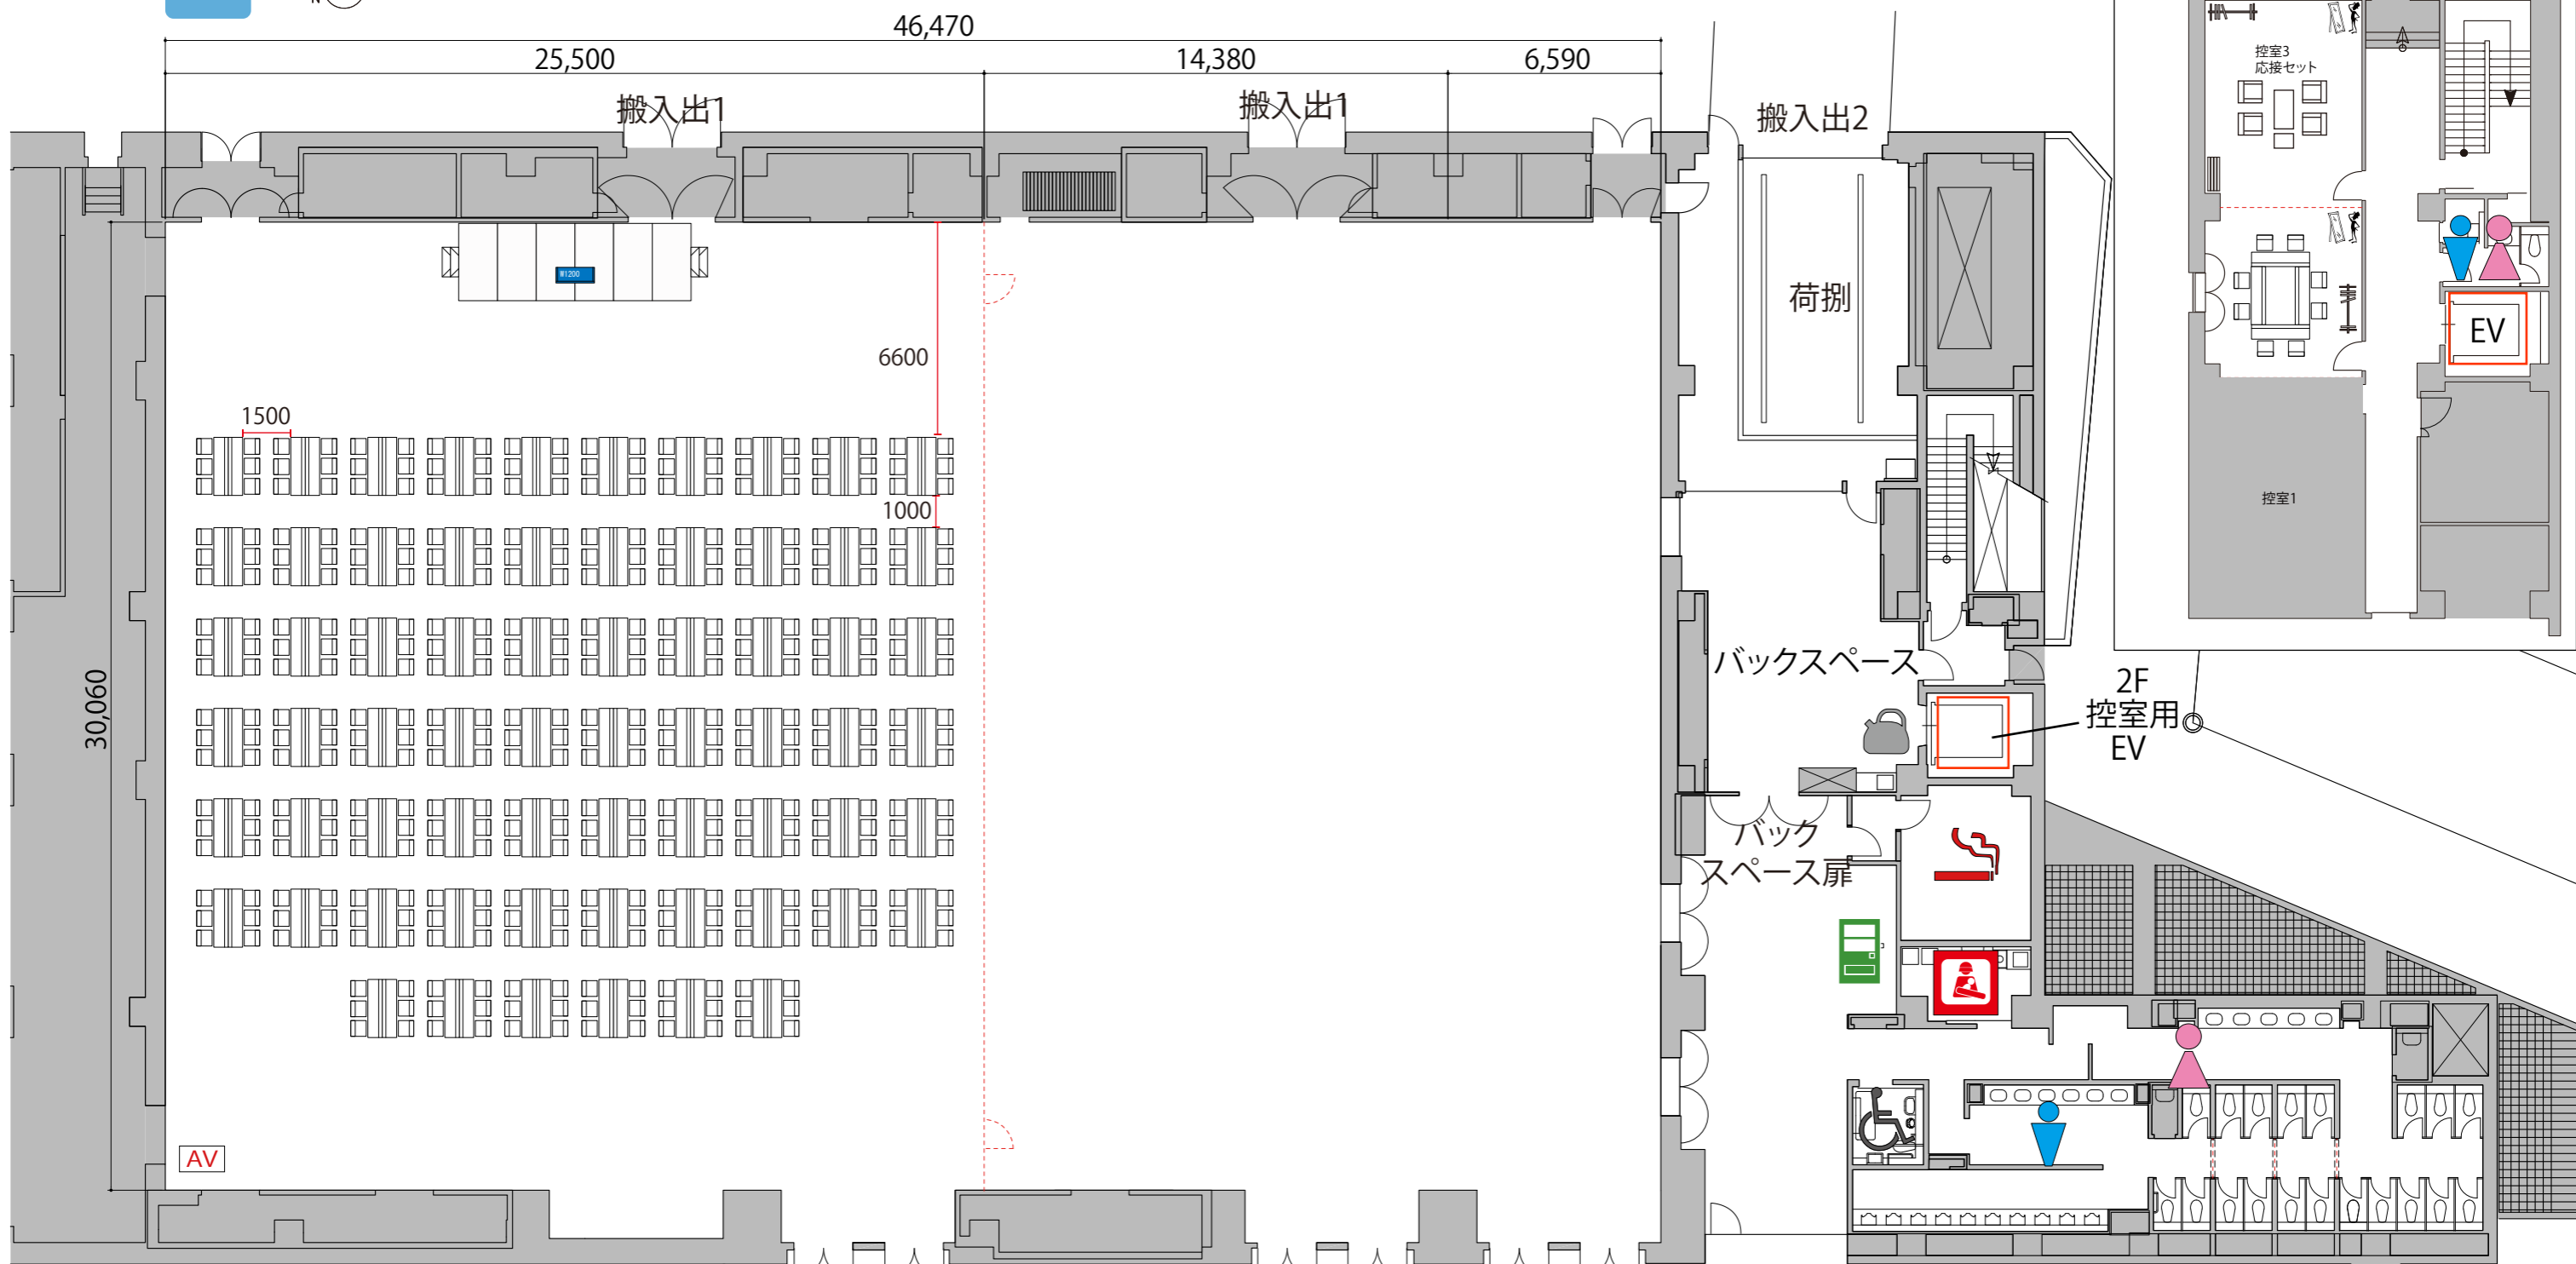 N
46,470
25,500
14,380
6,590
搬入出1
搬入出1
搬入出2
控室3
応接セット
W1200
荷捌
EV
6600
1500
1000
控室1
30,060
バックスペース
2F
控室用
EV
バック
スペース扉
AV